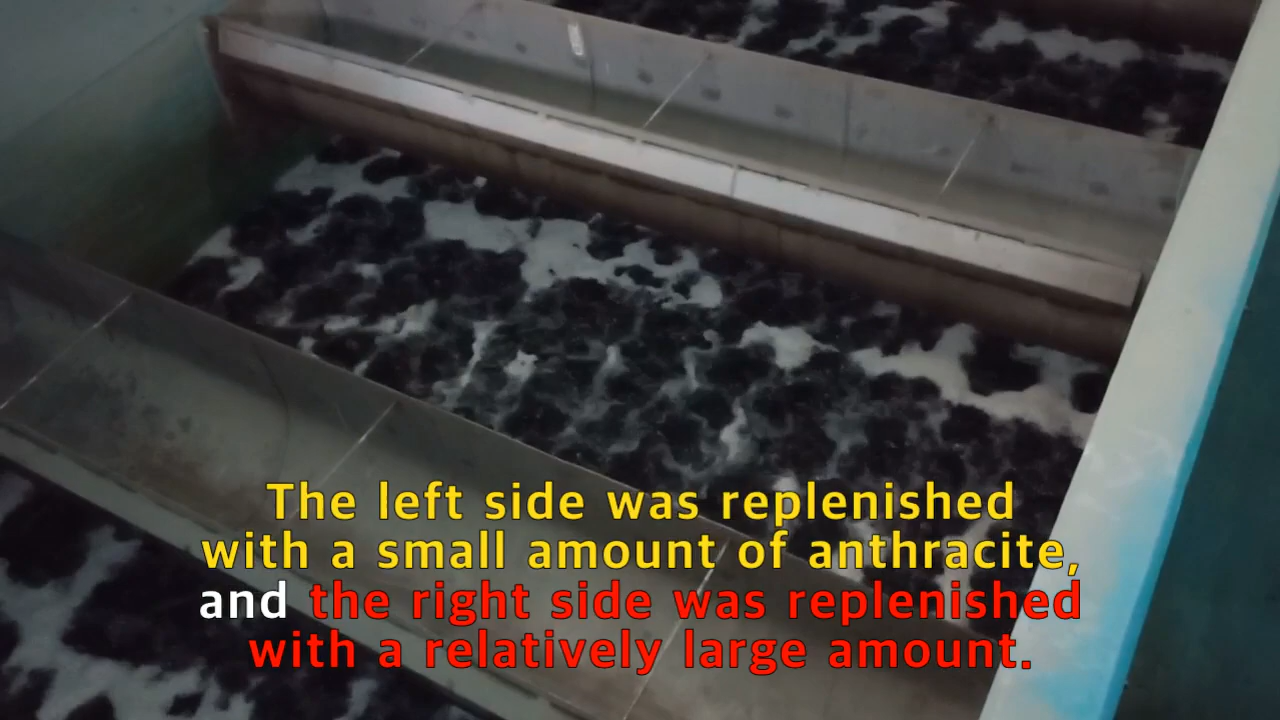 The left side was replenished
with a small amount of anthracite,
and the right side was replenished
with a relatively large amount.